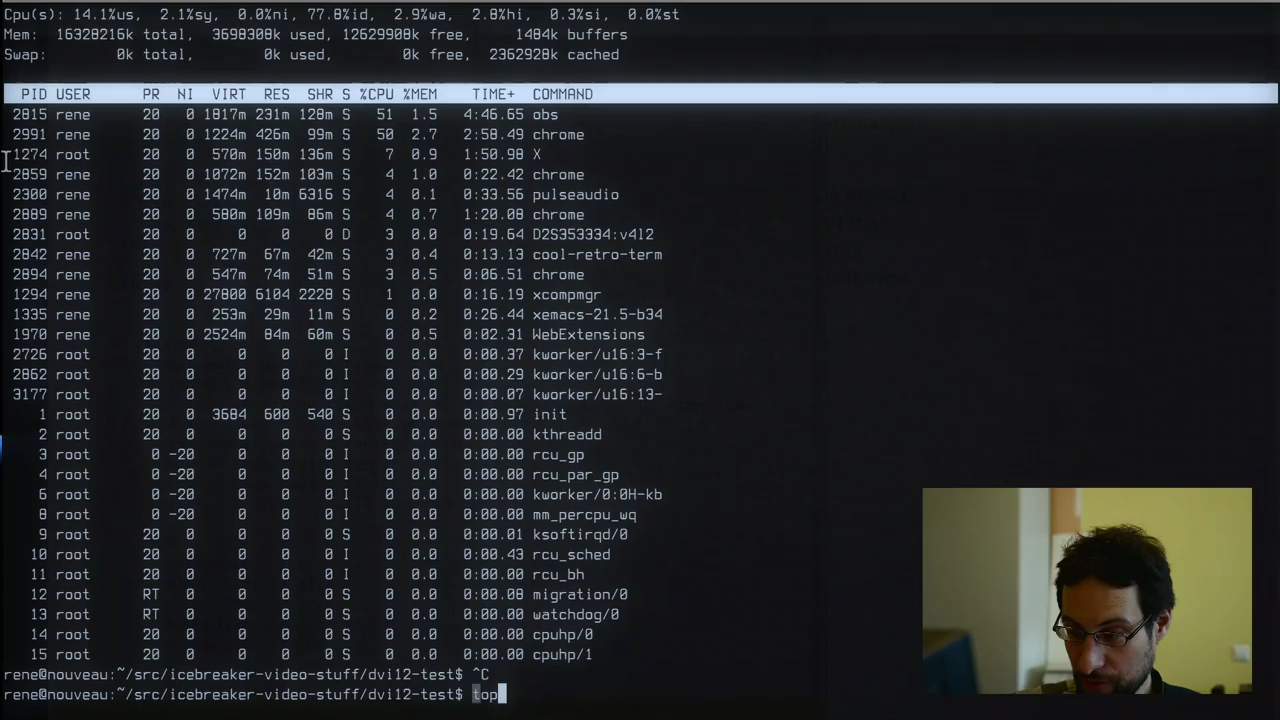 Cpu(s): 14.1%us, 2.1%sy, 0.0%ni, 77.8%id, 2.9%wa, 2.8%hi, 0.3%si, 0.0%st
Mem: 16328216k total, 3698308k used, 12629908k free, 1484k buffers
Swap: 0k total, 0k used, 0k free, 2362928k cached
PID USER PR NI VIRT RES SHR S %CPU %MEM TIME+ COMMAND
2815 rene 20 0 1817m 231m 128m S 51 1.5 4:46.65 obs
2991 rene 20 0 1224m 426m 99m S 50 2.7 2:58.49 chrome
1274 root 20 0 570m 150m 136m S 7 0.9 1:50.98 X
2859 rene 20 0 1072m 152m 103m S 4 1.0 0:22.42 chrome
2300 rene 20 0 1474m 10m 6316 S 4 0.1 0:33.56 pulseaudio
2889 rene 20 0 580m 109m 86m S 4 0.7 1:20.08 chrome
2831 root 20 0 0 0 0 D 3 0.0 0:19.64 D2S353334:v4l2
2842 rene 20 0 727m 67m 42m S 3 0.4 0:13.13 cool-retro-term
2894 rene 20 0 547m 74m 51m S 3 0.5 0:06.51 chrome
1294 rene 20 0 27800 6104 2228 S 1 0.0 0:16.19 xcompmgr
1335 rene 20 0 253m 29m 11m S 0 0.2 0:26.44 xemacs-21.5-b34
1970 rene 20 0 2524m 84m 60m S 0 0.5 0:02.31 WebExtensions
2726 root 20 0 0 0 0 I 0 0.0 0:00.37 kworker/u16:3-f
2862 root 20 0 0 0 0 I 0 0.0 0:00.29 kworker/u16:6-b
3177 root 20 0 0 0 0 I 0 0.0 0:00.07 kworker/u16:13-
1 root 20 0 3684 600 540 S 0 0.0 0:00.97 init
2 root 20 0 0 0 0 S 0 0.0 0:00.00 kthreadd
3 root 0 -20 0 0 0 I 0 0.0 0:00.00 rcu_gp
4 root 0 -20 0 0 0 I 0 0.0 0:00.00 rcu_par_gp
6 root 0 -20 0 0 0 I 0 0.0 0:00.00 kworker/0:0H-kb
8 root 0 -20 0 0 0 I 0 0.0 0:00.00 mm_percpu_wq
9 root 20 0 0 0 0 S 0 0.0 0:00.01 ksoftirqd/0
10 root 20 0 0 0 0 I 0 0.0 0:00.43 rcu_sched
11 root 20 0 0 0 0 I 0 0.0 0:00.00 rcu_bh
12 root RT 0 0 0 0 S 0 0.0 0:00.08 migration/0
13 root RT 0 0 0 0 S 0 0.0 0:00.00 watchdog/0
14 root 20 0 0 0 0 S 0 0.0 0:00.00 cpuhp/0
15 root 20 0 0 0 0 S 0 0.0 0:00.00 cpuhp/1
rene@nouveau:~/src/icebreaker-video-stuff/dvi12-test$ ^C
rene@nouveau:~/src/icebreaker-video-stuff/dvi12-test$ top